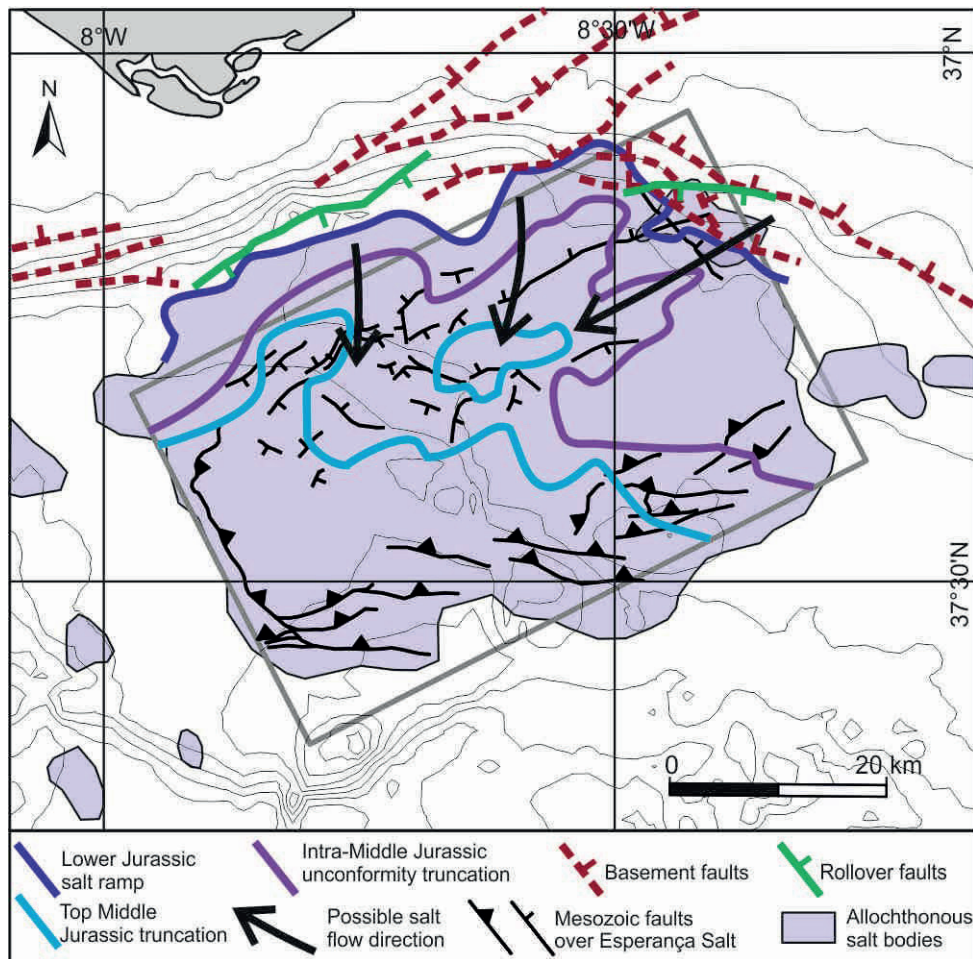 8°W
8°30'W
37°N
N
37°30'N
0
20 km
Lower Jurassic
salt ramp
Intra-Middle Jurassic
unconformity truncation
Basement faults
Rollover faults
Top Middle
Jurassic truncation
Possible salt
flow direction
Mesozoic faults
over Esperança Salt
Allochthonous
salt bodies